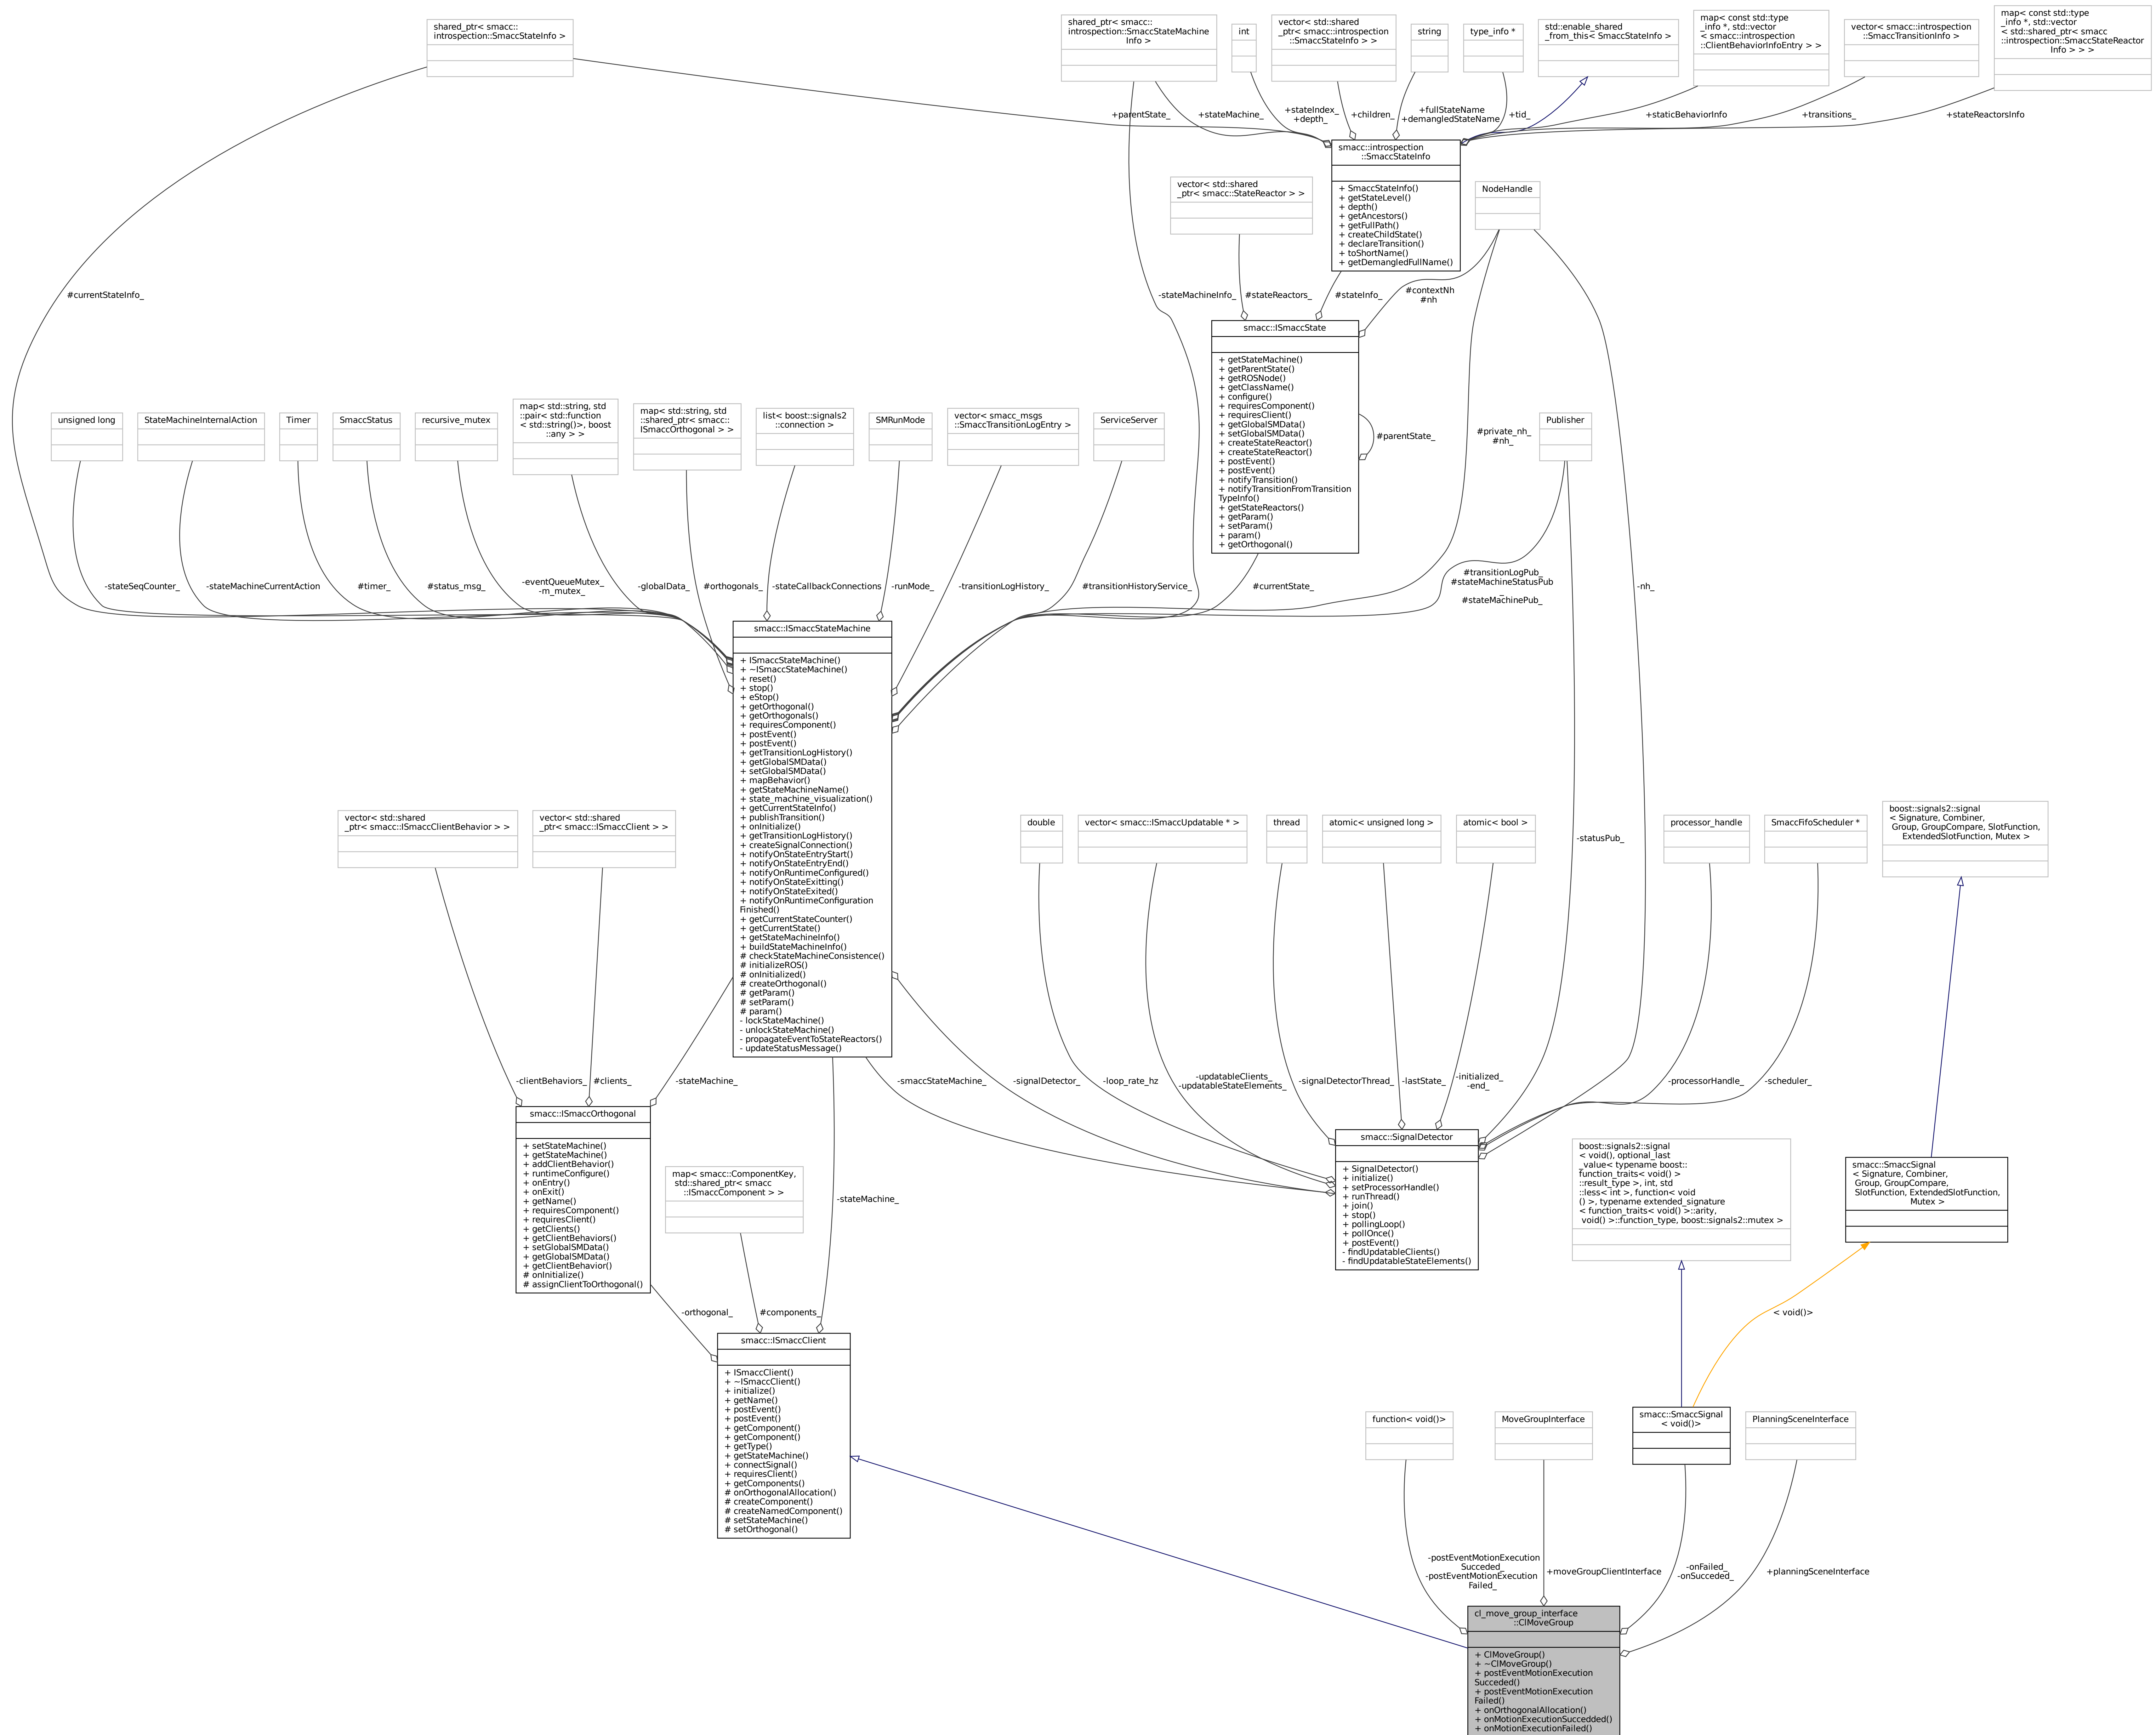 shared_ptr< smacc::
introspection::SmaccStateInfo >
shared_ptr< smacc::
introspection::SmaccStateMachine
Info >
int
vector< std::shared
_ptr< smacc::introspection
::SmaccStateInfo > >
string
type_info *
std::enable_shared
_from_this< SmaccStateInfo >
map< const std::type
_info *, std::vector
< smacc::introspection
::ClientBehaviorInfoEntry > >
vector< smacc::introspection
::SmaccTransitionInfo >
map< const std::type
_info *, std::vector
< std::shared_ptr< smacc
::introspection::SmaccStateReactor
Info > > >
+parentState_
+stateMachine_
+stateIndex_
+depth_
+children_
+fullStateName
+demangledStateName
+tid_
+staticBehaviorInfo
+transitions_
+stateReactorsInfo
smacc::introspection
::SmaccStateInfo
+ SmaccStateInfo()
+ getStateLevel()
+ depth()
+ getAncestors()
+ getFullPath()
+ createChildState()
+ declareTransition()
+ toShortName()
+ getDemangledFullName()
vector< std::shared
_ptr< smacc::StateReactor > >
NodeHandle
#currentStateInfo_
-stateMachineInfo_
#stateReactors_
#stateInfo_
#contextNh
#nh
smacc::ISmaccState
+ getStateMachine()
+ getParentState()
+ getROSNode()
+ getClassName()
+ configure()
+ requiresComponent()
+ requiresClient()
+ getGlobalSMData()
+ setGlobalSMData()
+ createStateReactor()
+ createStateReactor()
+ postEvent()
+ postEvent()
+ notifyTransition()
+ notifyTransitionFromTransition
TypeInfo()
+ getStateReactors()
+ getParam()
+ setParam()
+ param()
+ getOrthogonal()
#parentState_
#private_nh_
#nh_
Publisher
unsigned long
StateMachineInternalAction
Timer
SmaccStatus
recursive_mutex
map< std::string, std
::pair< std::function
< std::string()>, boost
::any > >
map< std::string, std
::shared_ptr< smacc::
ISmaccOrthogonal > >
list< boost::signals2
::connection >
SMRunMode
vector< smacc_msgs
::SmaccTransitionLogEntry >
ServiceServer
-stateSeqCounter_
-stateMachineCurrentAction
#timer_
#status_msg_
-eventQueueMutex_
-m_mutex_
-globalData_
#orthogonals_
-stateCallbackConnections
-runMode_
-transitionLogHistory_
#transitionHistoryService_
#currentState_
#transitionLogPub_
#stateMachineStatusPub
_
#stateMachinePub_
-nh_
smacc::ISmaccStateMachine
+ ISmaccStateMachine()
+ ~ISmaccStateMachine()
+ reset()
+ stop()
+ eStop()
+ getOrthogonal()
+ getOrthogonals()
+ requiresComponent()
+ postEvent()
+ postEvent()
+ getTransitionLogHistory()
+ getGlobalSMData()
+ setGlobalSMData()
+ mapBehavior()
+ getStateMachineName()
+ state_machine_visualization()
+ getCurrentStateInfo()
+ publishTransition()
+ onInitialize()
+ getTransitionLogHistory()
+ createSignalConnection()
+ notifyOnStateEntryStart()
+ notifyOnStateEntryEnd()
+ notifyOnRuntimeConfigured()
+ notifyOnStateExitting()
+ notifyOnStateExited()
+ notifyOnRuntimeConfiguration
Finished()
+ getCurrentStateCounter()
+ getCurrentState()
+ getStateMachineInfo()
+ buildStateMachineInfo()
# checkStateMachineConsistence()
# initializeROS()
# onInitialized()
# createOrthogonal()
# getParam()
# setParam()
# param()
- lockStateMachine()
- unlockStateMachine()
- propagateEventToStateReactors()
- updateStatusMessage()
vector< std::shared
_ptr< smacc::ISmaccClientBehavior > >
vector< std::shared
_ptr< smacc::ISmaccClient > >
double
vector< smacc::ISmaccUpdatable * >
thread
atomic< unsigned long >
atomic< bool >
-statusPub_
processor_handle
SmaccFifoScheduler *
boost::signals2::signal
< Signature, Combiner,
Group, GroupCompare, SlotFunction,
ExtendedSlotFunction, Mutex >
-clientBehaviors_
#clients_
-stateMachine_
-smaccStateMachine_
-signalDetector_
-loop_rate_hz
-updatableClients_
-updatableStateElements_
-signalDetectorThread_
-lastState_
-initialized_
-end_
-processorHandle_
-scheduler_
smacc::ISmaccOrthogonal
+ setStateMachine()
+ getStateMachine()
+ addClientBehavior()
+ runtimeConfigure()
+ onEntry()
+ onExit()
+ getName()
+ requiresComponent()
+ requiresClient()
+ getClients()
+ getClientBehaviors()
+ setGlobalSMData()
+ getGlobalSMData()
+ getClientBehavior()
# onInitialize()
# assignClientToOrthogonal()
map< smacc::ComponentKey,
std::shared_ptr< smacc
::ISmaccComponent > >
-stateMachine_
smacc::SignalDetector
+ SignalDetector()
+ initialize()
+ setProcessorHandle()
+ runThread()
+ join()
+ stop()
+ pollingLoop()
+ pollOnce()
+ postEvent()
- findUpdatableClients()
- findUpdatableStateElements()
boost::signals2::signal
< void(), optional_last
_value< typename boost::
function_traits< void() >
::result_type >, int, std
::less< int >, function< void
() >, typename extended_signature
< function_traits< void() >::arity,
void() >::function_type, boost::signals2::mutex >
smacc::SmaccSignal
< Signature, Combiner,
Group, GroupCompare,
SlotFunction, ExtendedSlotFunction,
Mutex >
-orthogonal_
#components_
< void()>
smacc::ISmaccClient
+ ISmaccClient()
+ ~ISmaccClient()
+ initialize()
+ getName()
+ postEvent()
+ postEvent()
+ getComponent()
+ getComponent()
+ getType()
+ getStateMachine()
+ connectSignal()
+ requiresClient()
+ getComponents()
# onOrthogonalAllocation()
# createComponent()
# createNamedComponent()
# setStateMachine()
# setOrthogonal()
function< void()>
MoveGroupInterface
smacc::SmaccSignal
< void()>
PlanningSceneInterface
-postEventMotionExecution
Succeded_
-postEventMotionExecution
Failed_
+moveGroupClientInterface
-onFailed_
-onSucceded_
+planningSceneInterface
cl_move_group_interface
::ClMoveGroup
+ ClMoveGroup()
+ ~ClMoveGroup()
+ postEventMotionExecution
Succeded()
+ postEventMotionExecution
Failed()
+ onOrthogonalAllocation()
+ onMotionExecutionSuccedded()
+ onMotionExecutionFailed()